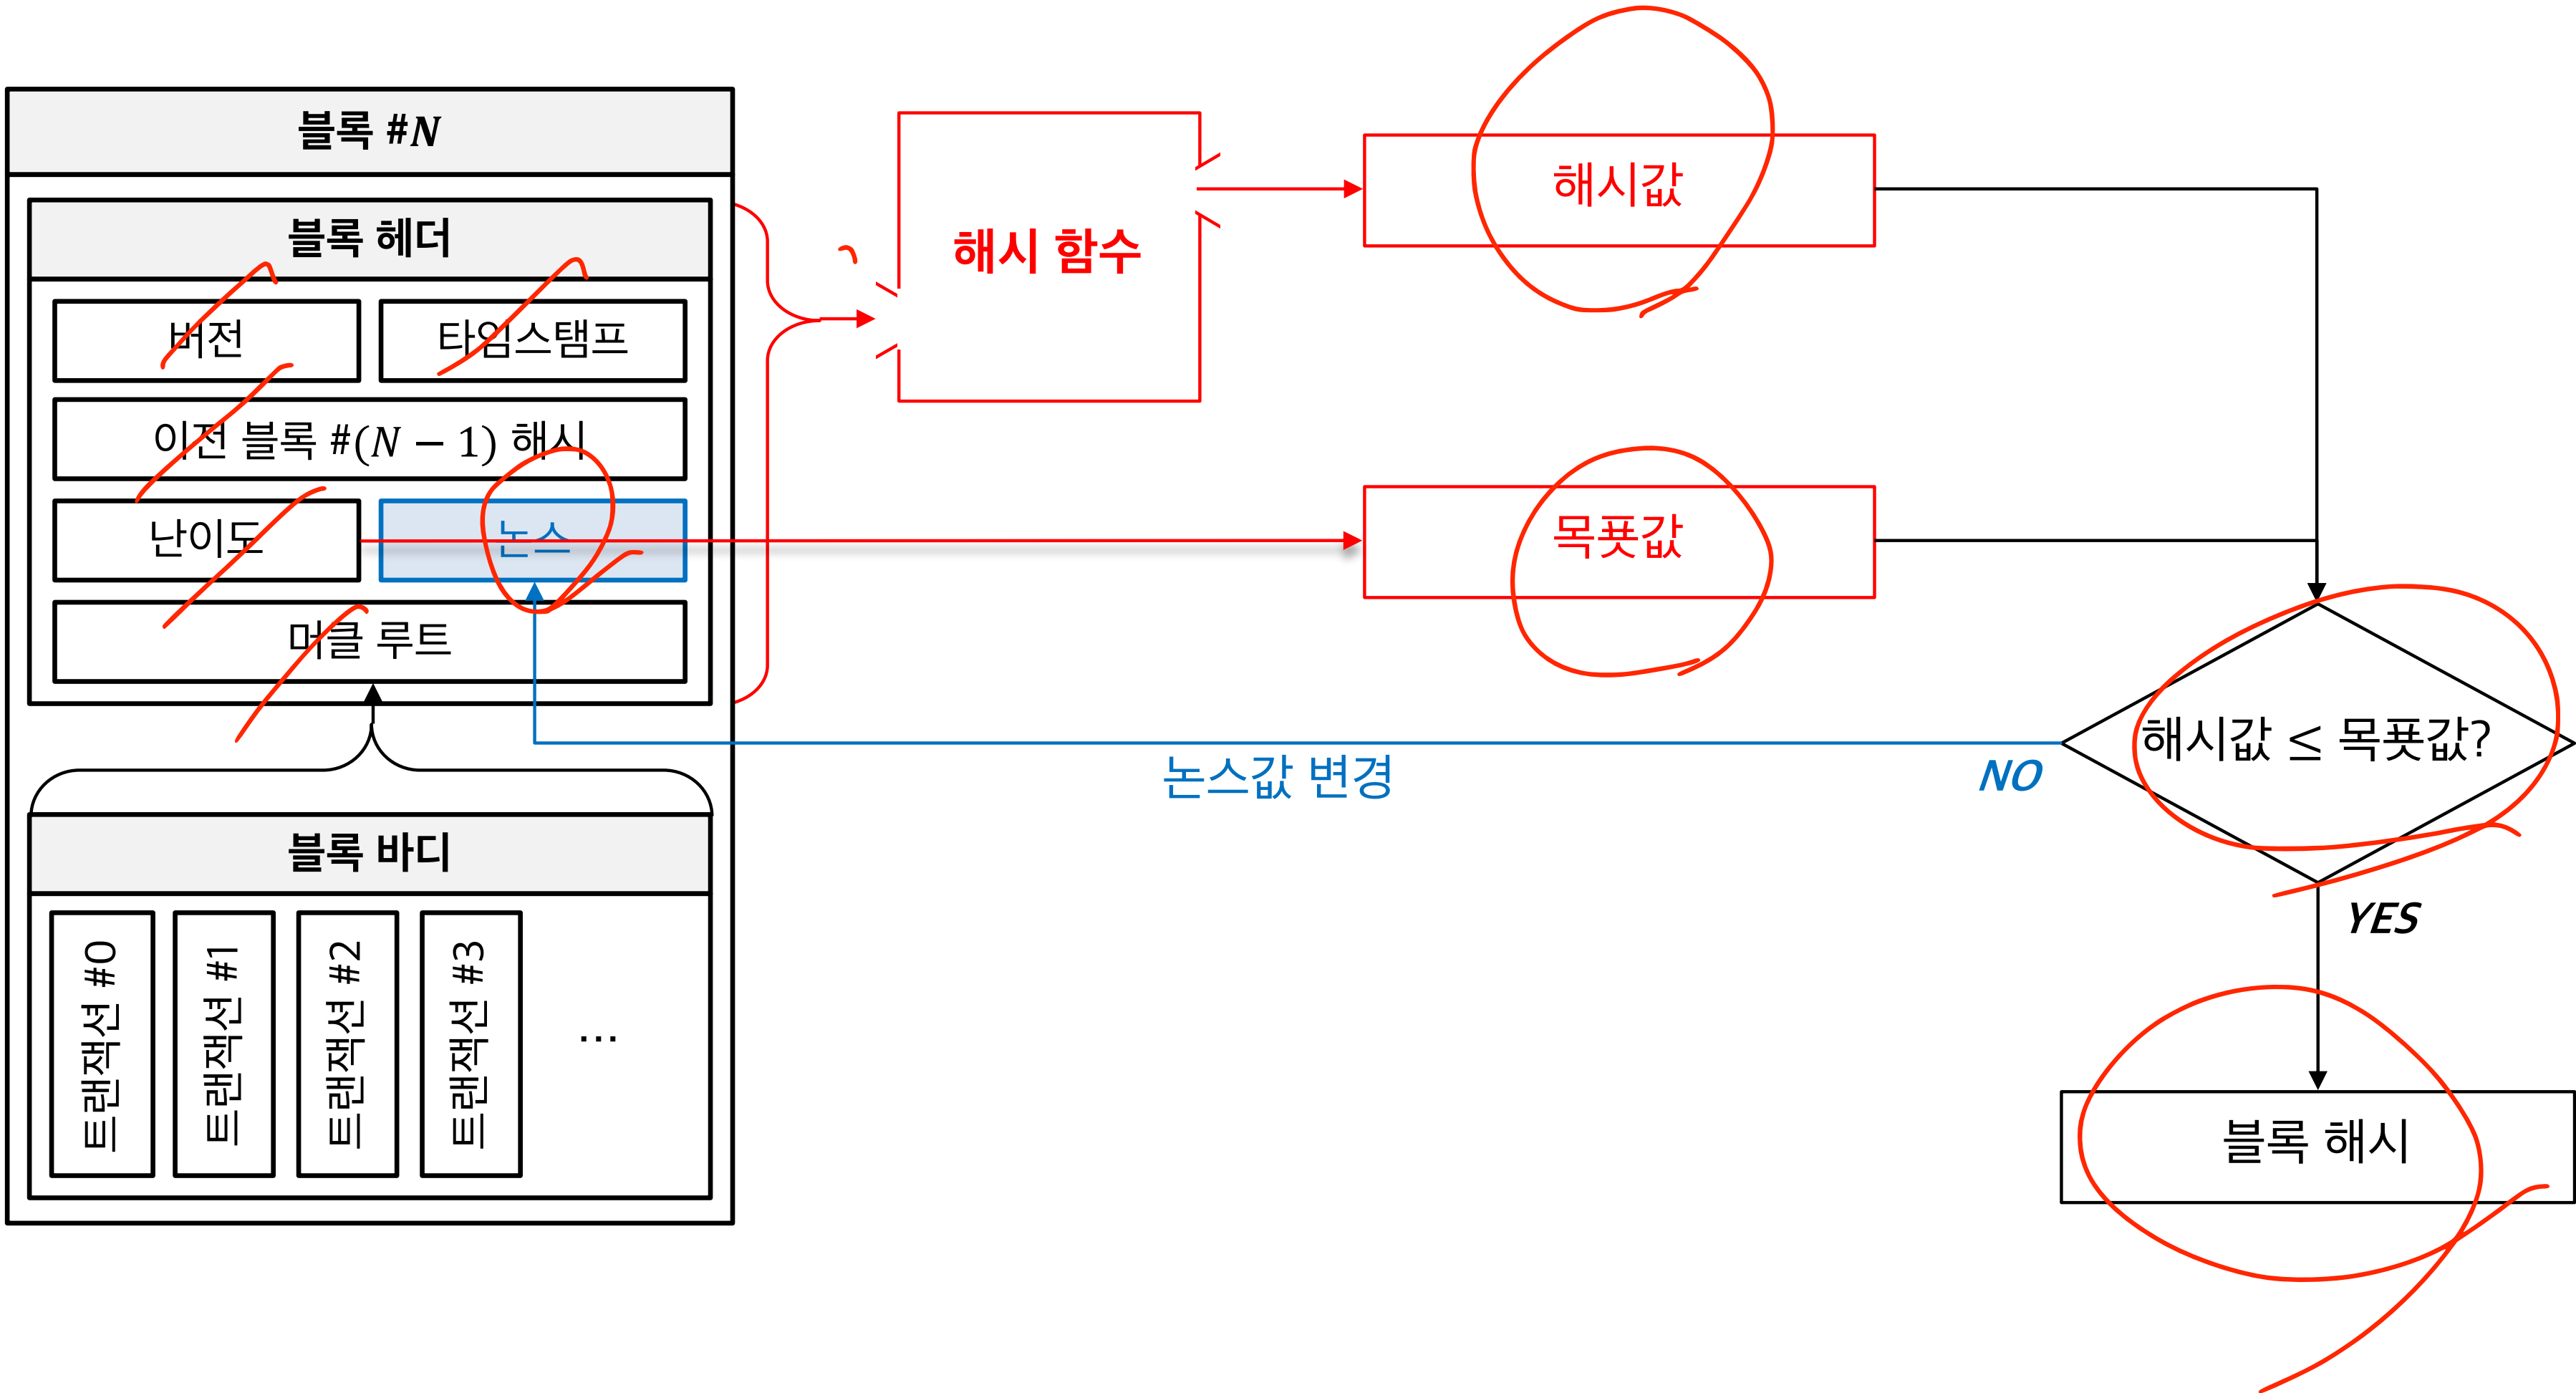 블록 #N
블록 헤더
버전
타임스탬프
이전 블록 #(N − 1) 해시
난이도
논스
머클 루트
블록 바디
트랜잭션 #0
트랜잭션 #1
트랜잭션 #2
트랜잭션 #3
...
해시 함수
해시값
목푯값
해시값 ≤ 목푯값?
NO
논스값 변경
YES
블록 해시